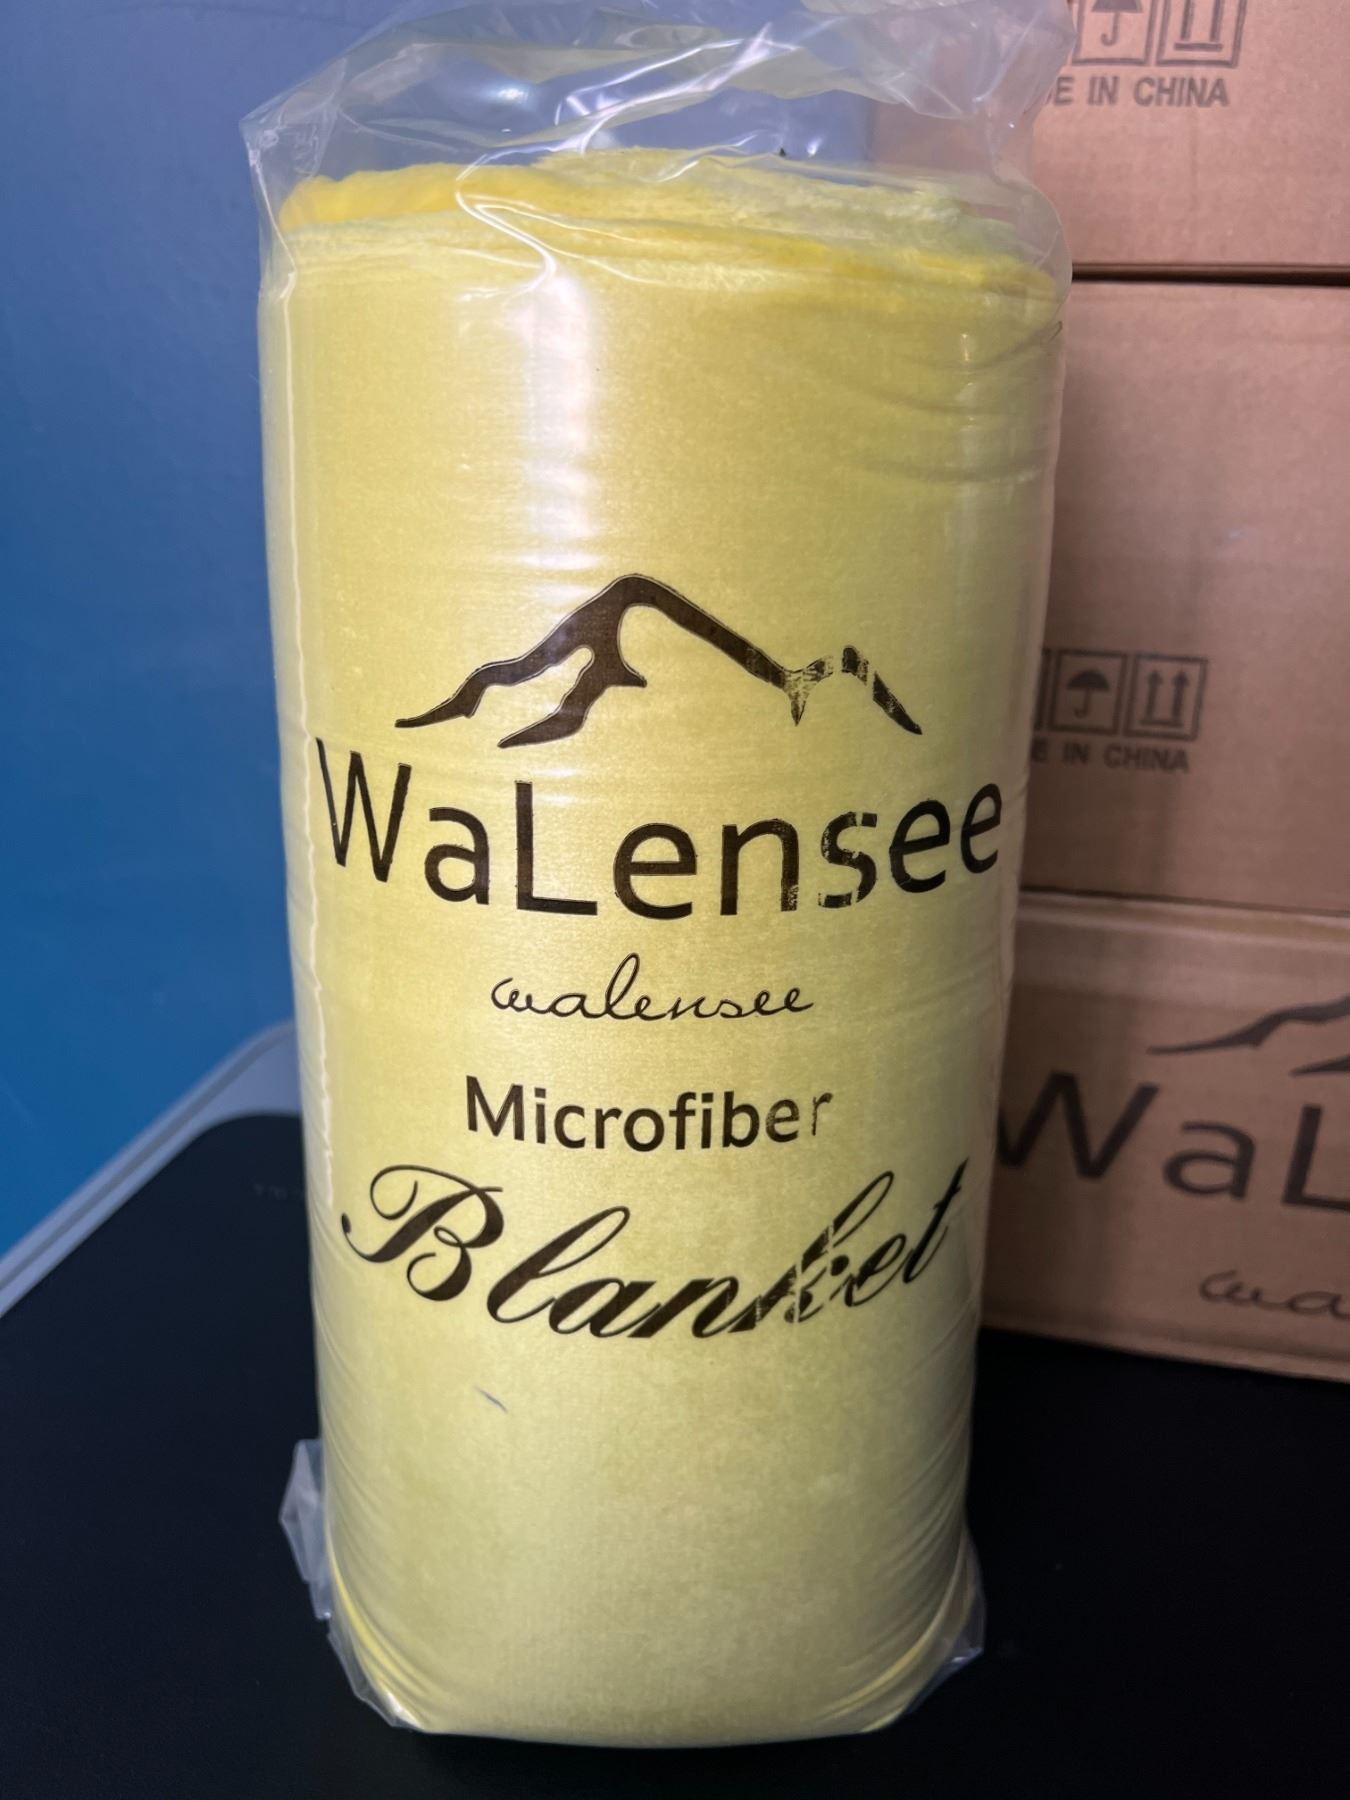 E IN CHINA
WaLensee
walensee
Microfiber
Blanket
E IN CHINA
WaL
wa